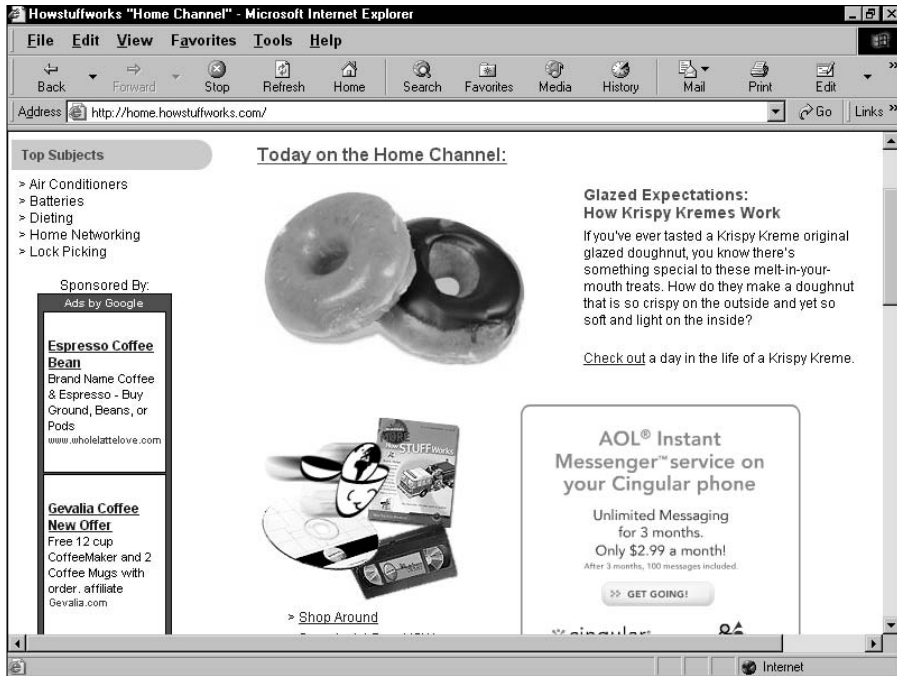 Howstuffworks "Home Channel" - Microsoft Internet Explorer
File Edit View Favorites Tools Help
Back Forward Stop Refresh Home Search Favorites Media History Mail Print Edit
Address http://home.howstuffworks.com/ Go Links
Top Subjects
> Air Conditioners
> Batteries
> Dieting
> Home Networking
> Lock Picking
Sponsored By:
Ads by Google
Espresso Coffee
Bean
Brand Name Coffee
& Espresso - Buy
Ground, Beans, or
Pods
www.wholelattelove.com
Gevalia Coffee
New Offer
Free 12 cup
CoffeeMaker and 2
Coffee Mugs with
order. affiliate
Gevalia.com
Today on the Home Channel:
Glazed Expectations:
How Krispy Kremes Work
If you've ever tasted a Krispy Kreme original
glazed doughnut, you know there's
something special to these melt-in-your-
mouth treats. How do they make a doughnut
that is so crispy on the outside and yet so
soft and light on the inside?
Check out a day in the life of a Krispy Kreme.
MORE
How STUFF Works
> Shop Around
AOL® Instant
Messenger™ service on
your Cingular phone
Unlimited Messaging
for 3 months.
Only $2.99 a month!
After 3 months, 100 messages included.
>> GET GOING!
cingular
Internet